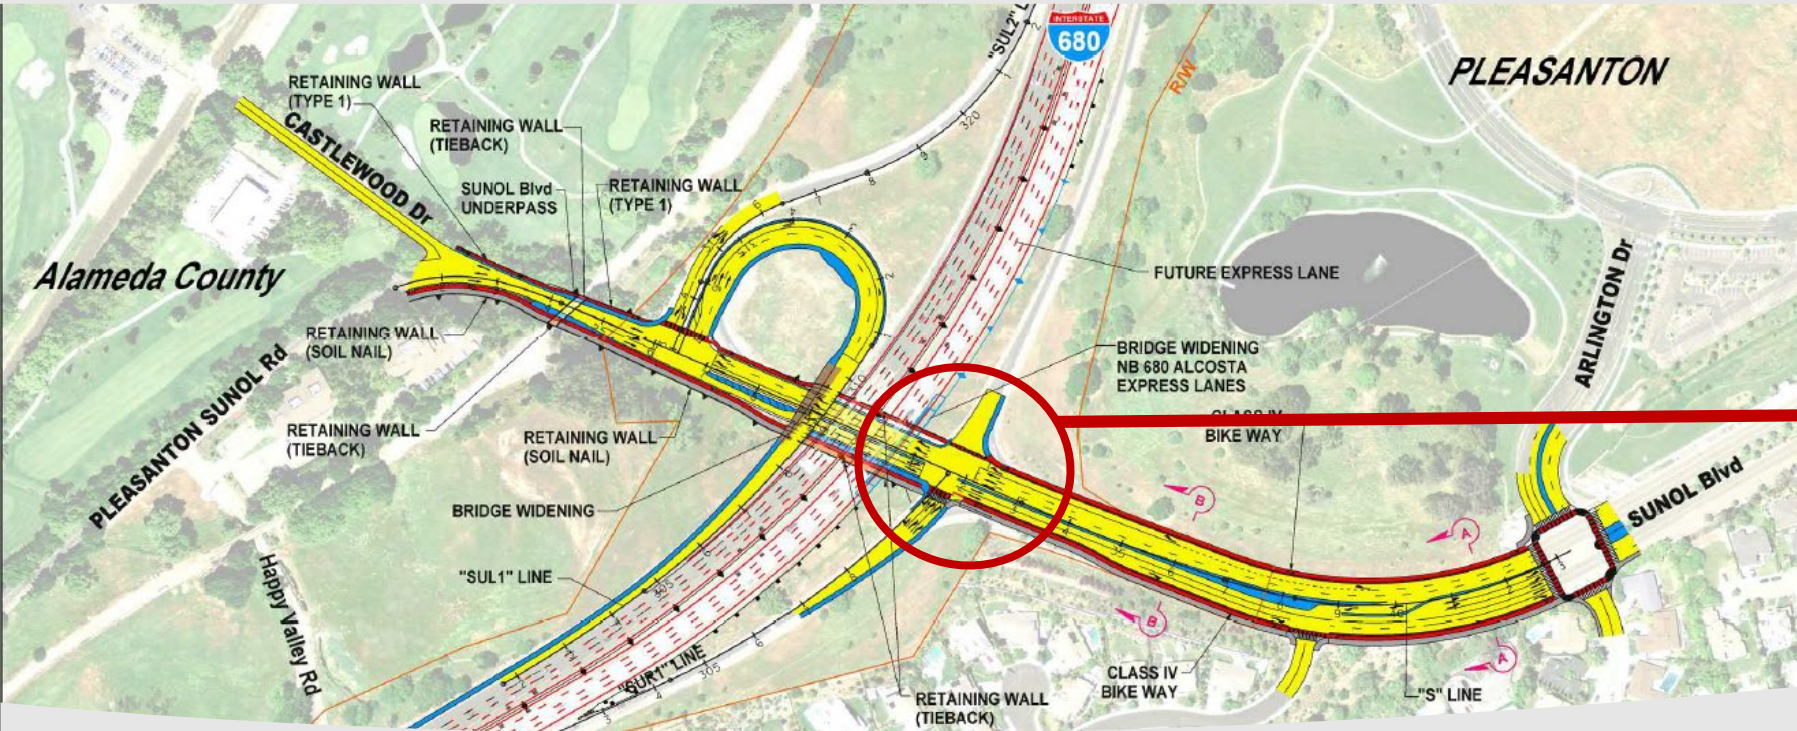 INTERSTATE
680
"SUL2" L
PLEASANTON
R/W
RETAINING WALL
(TYPE 1)
RETAINING WALL
(TIEBACK)
CASTLEWOOD Dr
SUNOL Blvd
UNDERPASS
RETAINING WALL
(TYPE 1)
320
Alameda County
FUTURE EXPRESS LANE
ARLINGTON Dr
RETAINING WALL
(SOIL NAIL)
BRIDGE WIDENING
NB 680 ALCOSTA
EXPRESS LANES
PLEASANTON SUNOL Rd
RETAINING WALL
(TIEBACK)
RETAINING WALL
(SOIL NAIL)
CLASS IV
BIKE WAY
SUNOL Blvd
BRIDGE WIDENING
B
A
"SUL1" LINE
Happy Valley Rd
B
A
"SUR1" LINE
305
CLASS IV
BIKE WAY
"S" LINE
RETAINING WALL
(TIEBACK)